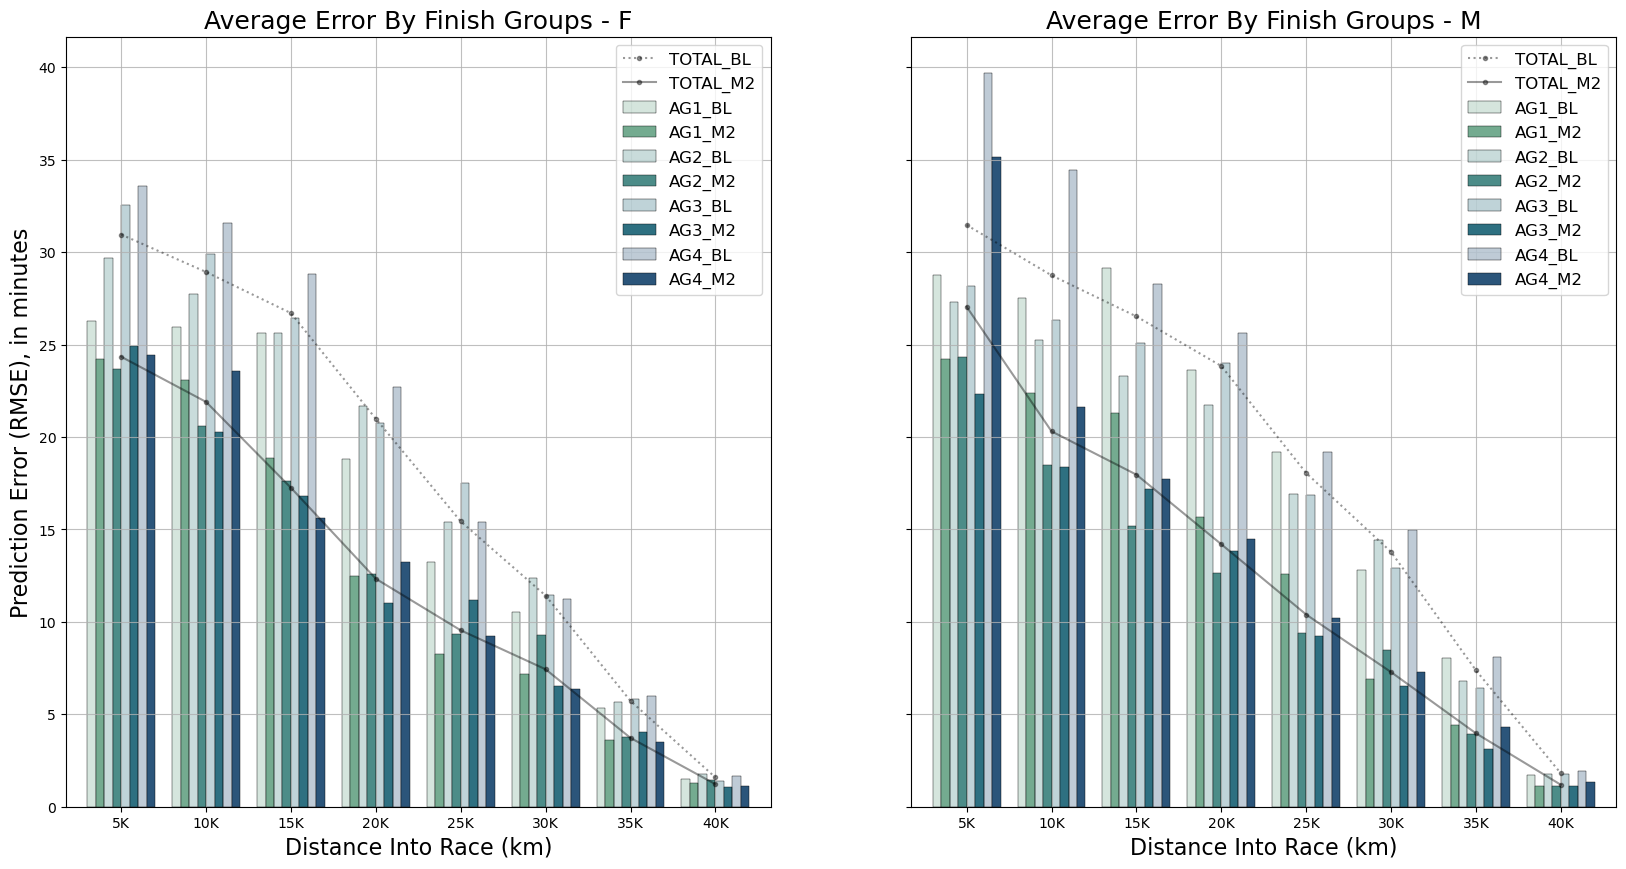 Average Error By Finish Groups - F
Average Error By Finish Groups - M
Prediction Error (RMSE), in minutes
40
35
30
25
20
15
10
5
0
TOTAL_BL
TOTAL_M2
AG1_BL
AG1_M2
AG2_BL
AG2_M2
AG3_BL
AG3_M2
AG4_BL
AG4_M2
5K 10K 15K 20K 25K 30K 35K 40K
Distance Into Race (km)
TOTAL_BL
TOTAL_M2
AG1_BL
AG1_M2
AG2_BL
AG2_M2
AG3_BL
AG3_M2
AG4_BL
AG4_M2
5K 10K 15K 20K 25K 30K 35K 40K
Distance Into Race (km)